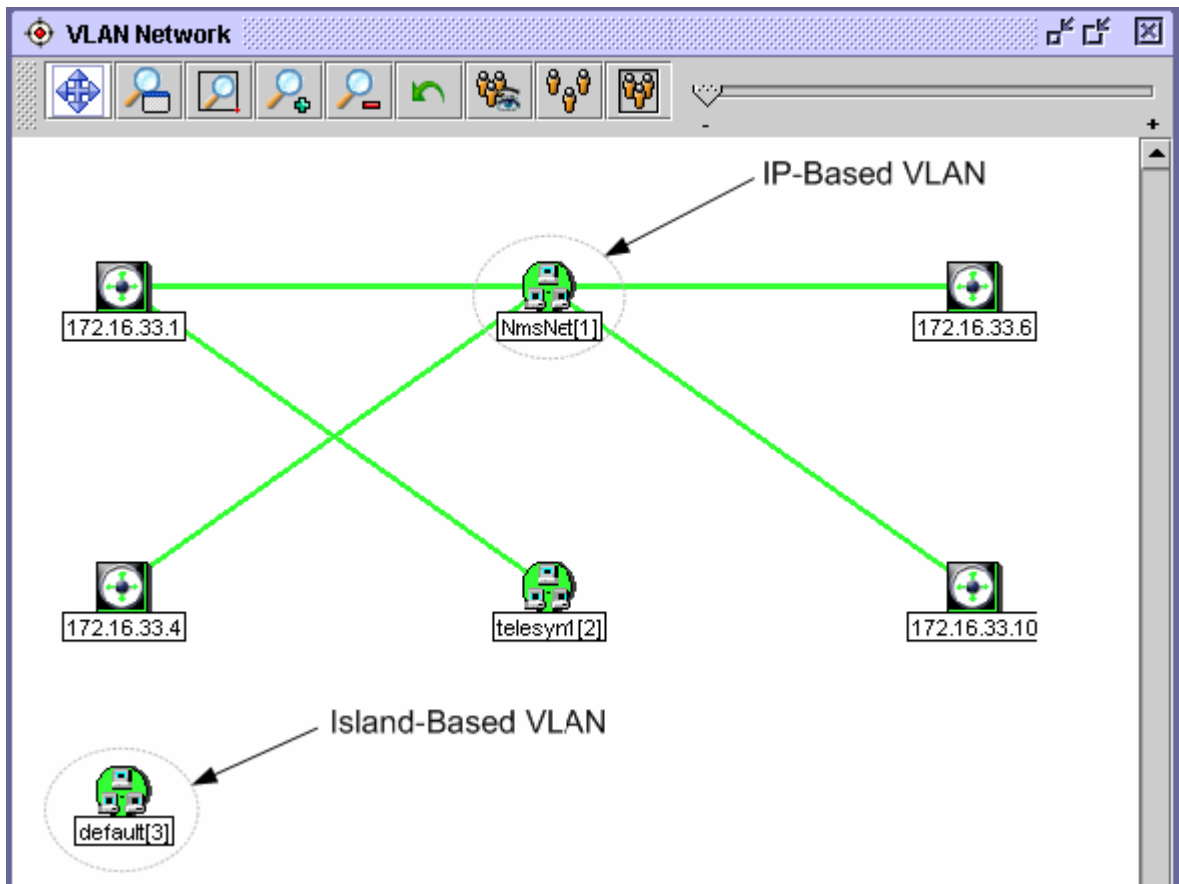 VLAN Network
-
+
IP-Based VLAN
172.16.33.1
NmsNet[1]
172.16.33.6
172.16.33.4
telesyn1[2]
172.16.33.10
Island-Based VLAN
default[3]